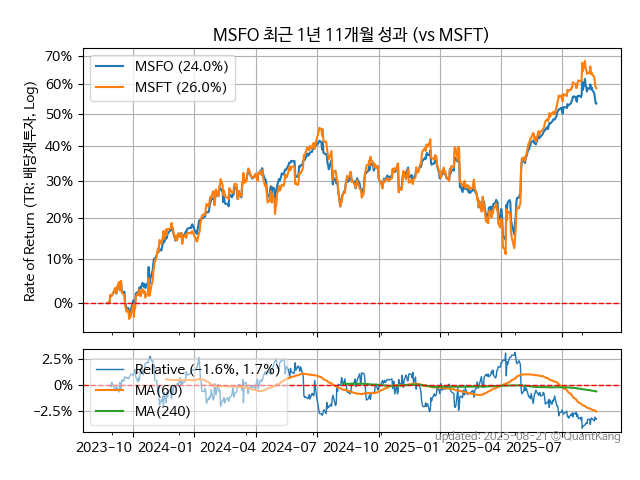 MSFO 최근 1년 11개월 성과 (vs MSFT)
70%
60%
50%
40%
30%
20%
10%
0%
Rate of Return (TR: 배당재투자, Log)
MSFO (24.0%)
MSFT (26.0%)
2.5%
0%
−2.5%
Relative (−1.6%, 1.7%)
MA(60)
MA(240)
2023−10 2024−01 2024−04 2024−07 2024−10 2025−01 2025−04 2025−07
updated: 2025−08−21 © QuantKang